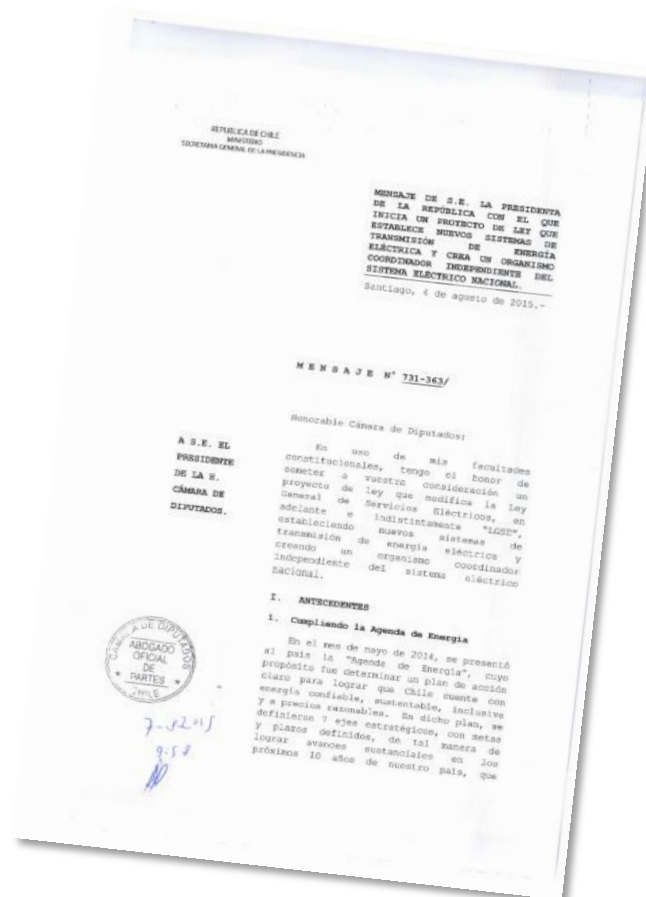 REPÚBLICA DE CHILE
MINISTERIO
SECRETARIA GENERAL DE LA PRESIDENCIA
MENSAJE DE S.E. LA PRESIDENTA
DE LA REPÚBLICA CON EL QUE
INICIA UN PROYECTO DE LEY QUE
ESTABLECE NUEVOS SISTEMAS DE
TRANSMISIÓN DE ENERGÍA
ELÉCTRICA Y CREA UN ORGANISMO
COORDINADOR INDEPENDIENTE DEL
SISTEMA ELÉCTRICO NACIONAL.
Santiago, 4 de agosto de 2015.-
MENSAJE Nº 731-363/
Honorable Cámara de Diputados:
A S.E. EL
PRESIDENTE
DE LA H.
CÁMARA DE
DIPUTADOS.
En uso de mis facultades
constitucionales, tengo el honor de
someter a vuestra consideración un
proyecto de ley que modifica la Ley
General de Servicios Eléctricos, en
adelante e indistintamente "LGSE",
estableciendo nuevos sistemas de
transmisión de energía eléctrica y
creando un organismo coordinador
independiente del sistema eléctrico
nacional.
I. ANTECEDENTES
1. Cumpliendo la Agenda de Energía
En el mes de mayo de 2014, se presentó
al país la "Agenda de Energía", cuyo
propósito fue determinar un plan de acción
claro para lograr que Chile cuente con
energía confiable, sustentable, inclusiva
y a precios razonables. En dicho plan, se
definieron 7 ejes estratégicos, con metas
y plazos definidos, de tal manera de
lograr avances sustanciales en los
próximos 10 años de nuestro país, que
CÁMARA DE DIPUTADOS
ABOGADO
OFICIAL
DE
PARTES
CHILE
9-58